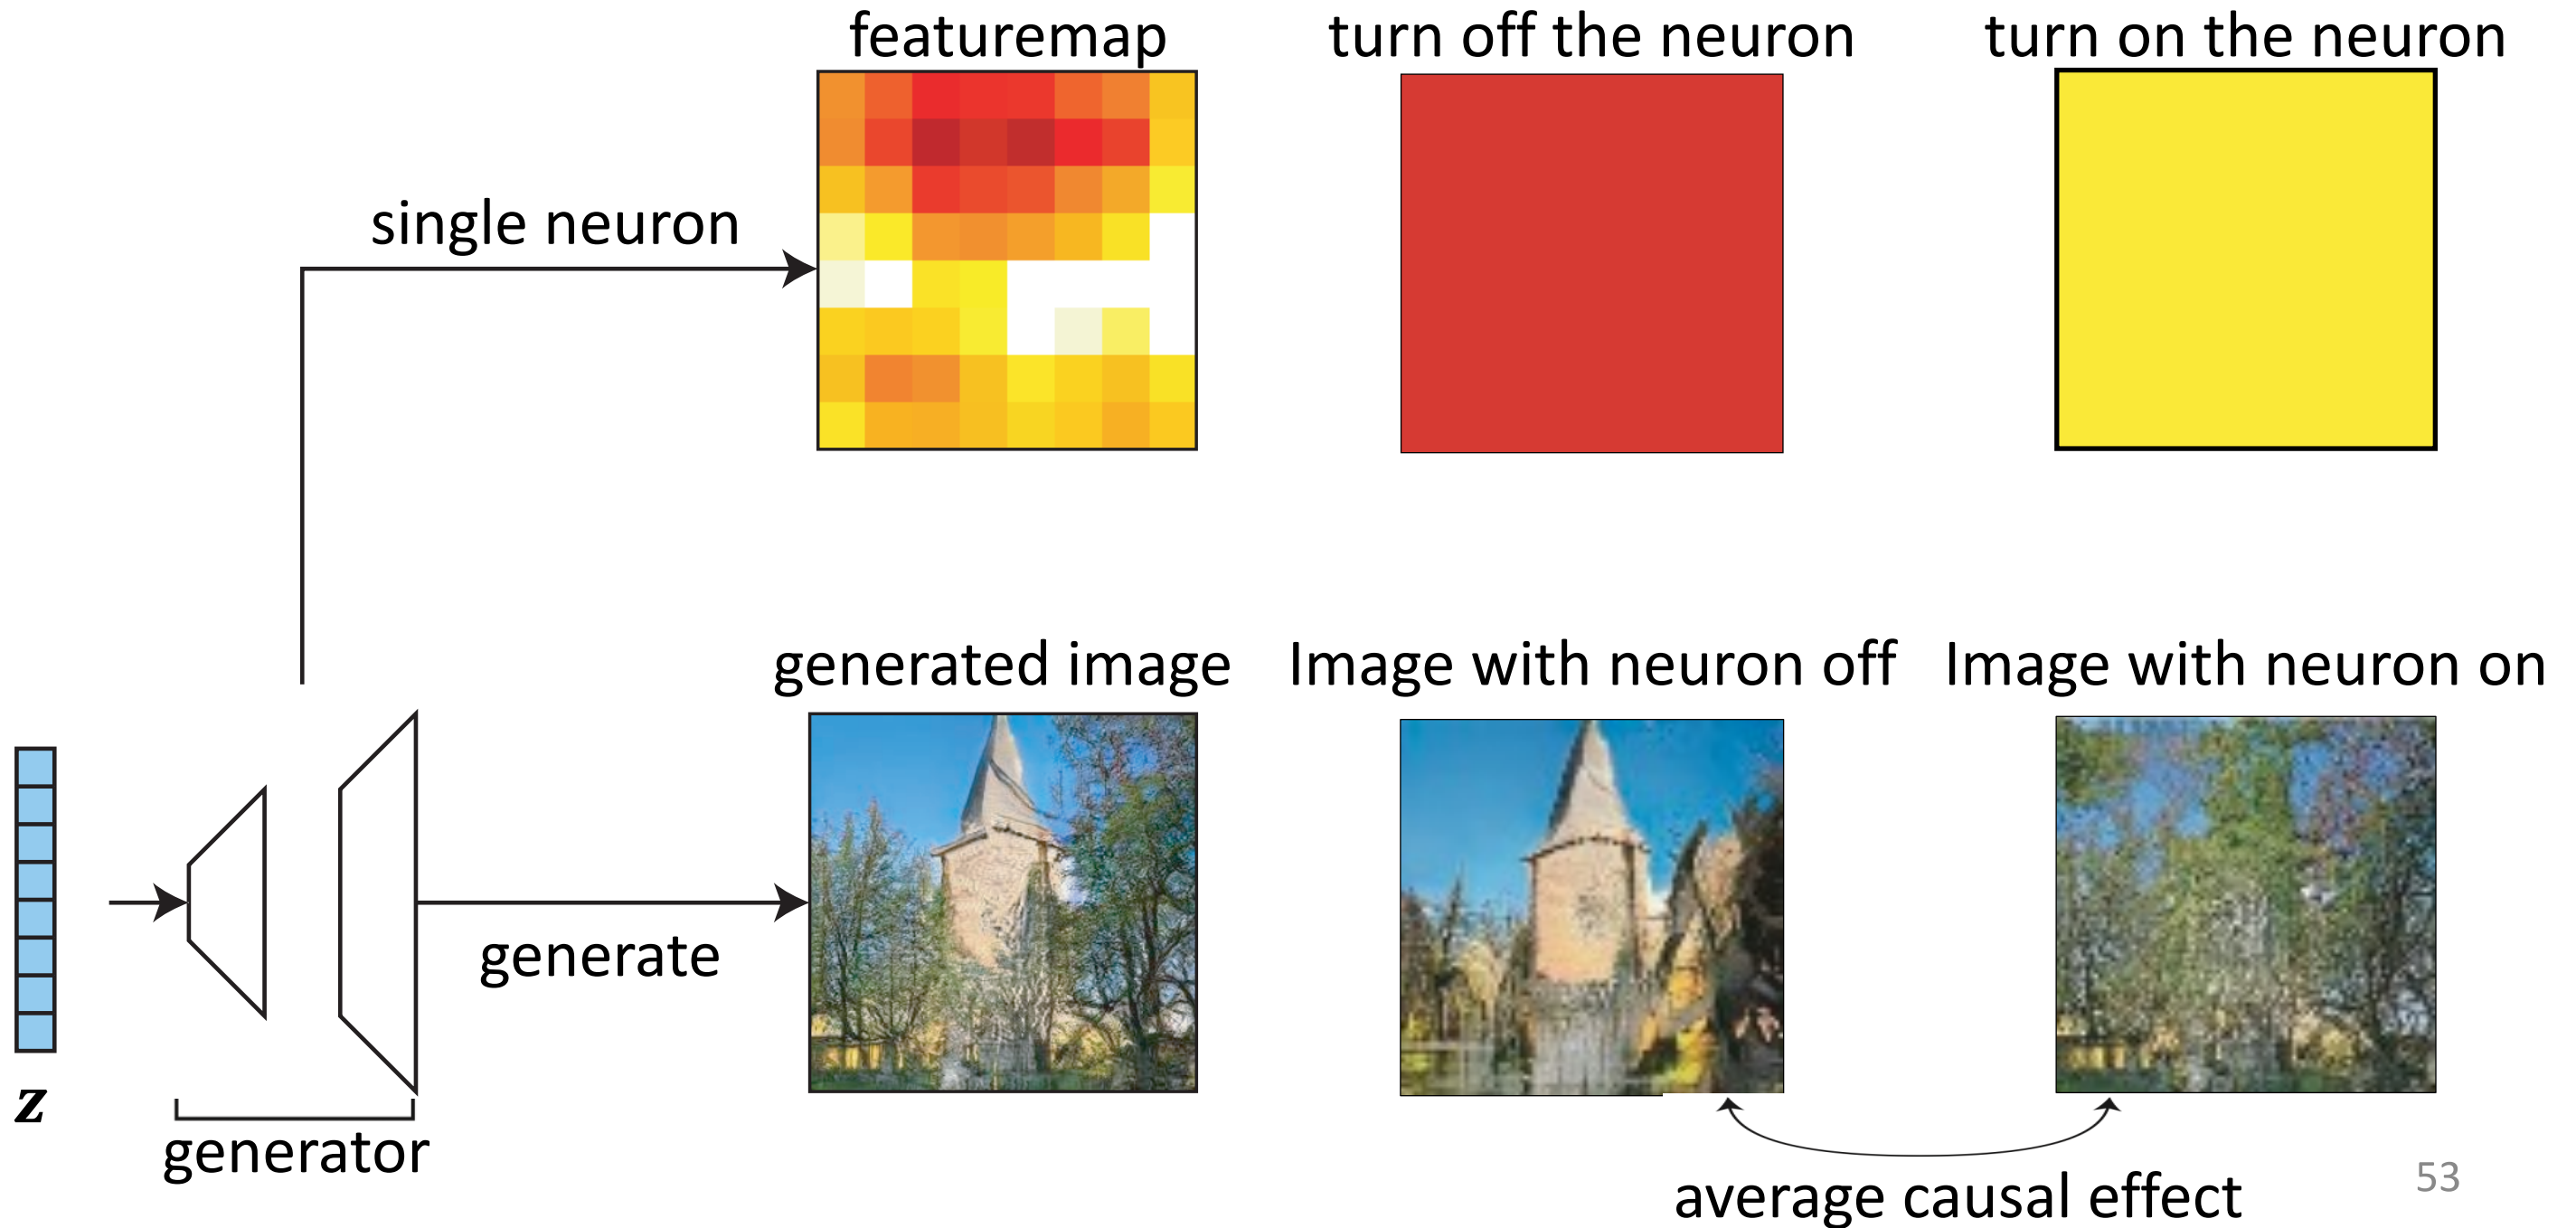 featuremap
turn off the neuron
turn on the neuron
single neuron
generated image
Image with neuron off
Image with neuron on
generate
z
generator
average causal effect
53